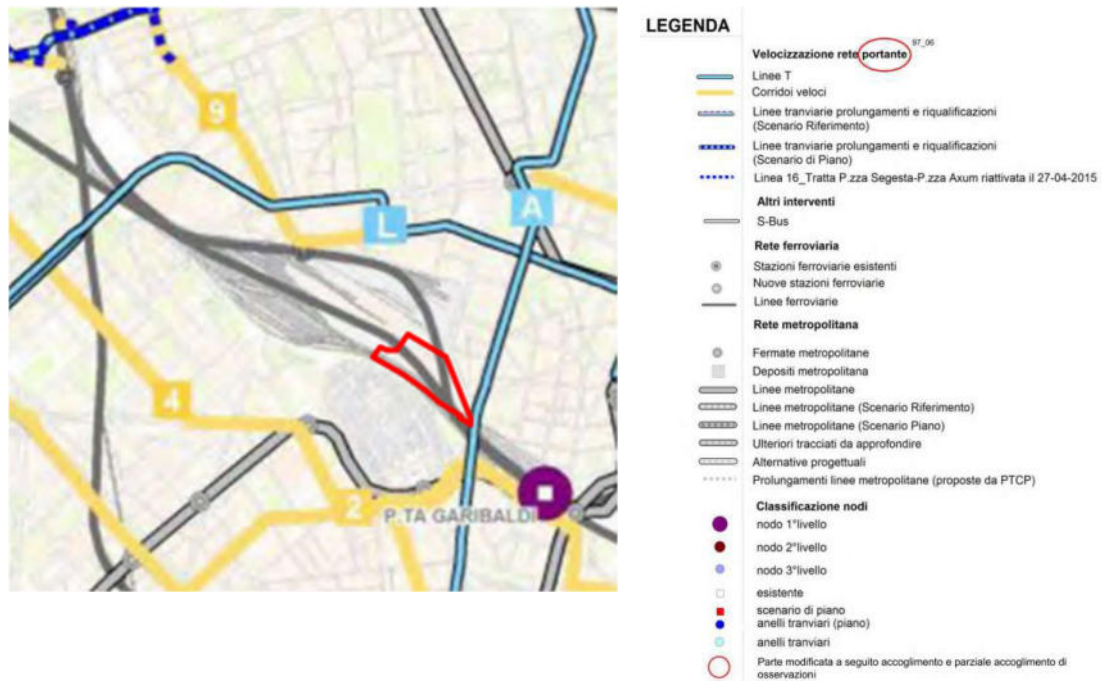 9
L
A
4
2
P.TA GARIBALDI
LEGENDA
Velocizzazione rete portante 97_06
Linee T
Corridoi veloci
Linee tranviarie prolungamenti e riqualificazioni
(Scenario Riferimento)
Linee tranviarie prolungamenti e riqualificazioni
(Scenario di Piano)
Linea 16_Tratta P.zza Segesta-P.zza Axum riattivata il 27-04-2015
Altri interventi
S-Bus
Rete ferroviaria
Stazioni ferroviarie esistenti
Nuove stazioni ferroviarie
Linee ferroviarie
Rete metropolitana
Fermate metropolitane
Depositi metropolitana
Linee metropolitane
Linee metropolitane (Scenario Riferimento)
Linee metropolitane (Scenario Piano)
Ulteriori tracciati da approfondire
Alternative progettuali
Prolungamenti linee metropolitane (proposte da PTCP)
Classificazione nodi
nodo 1°livello
nodo 2°livello
nodo 3°livello
esistente
scenario di piano
anelli tranviari (piano)
anelli tranviari
Parte modificata a seguito accoglimento e parziale accoglimento di
osservazioni